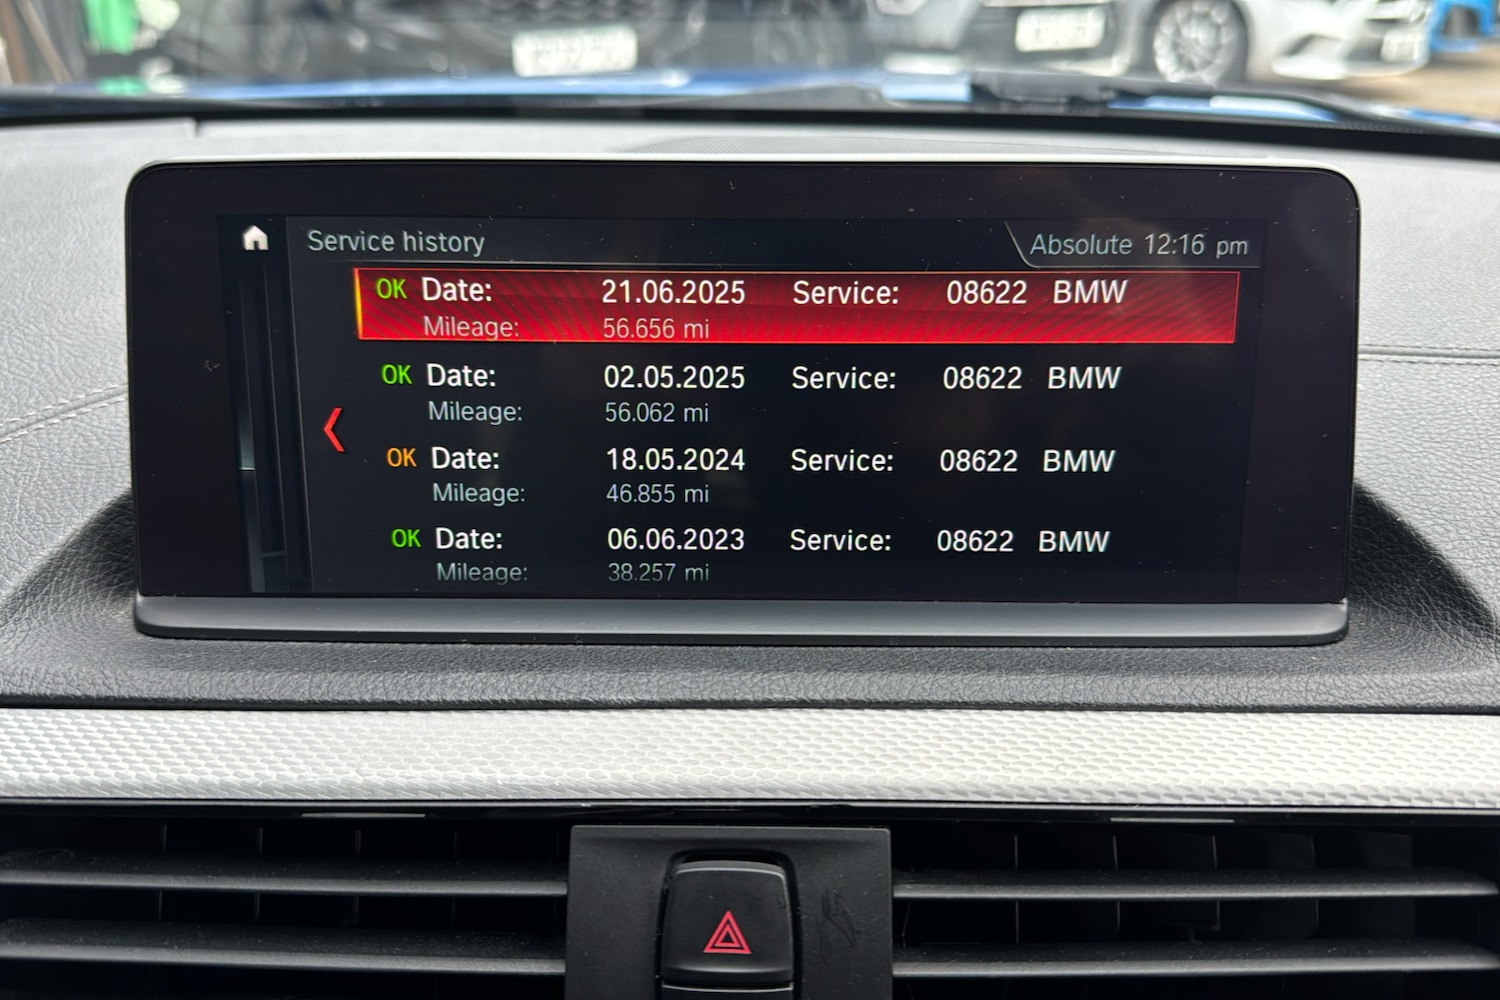 Service history
Absolute 12:16 pm
OK Date: 21.06.2025 Service: 08622 BMW
Mileage: 56.656 mi
OK Date: 02.05.2025 Service: 08622 BMW
Mileage: 56.062 mi
OK Date: 18.05.2024 Service: 08622 BMW
Mileage: 46.855 mi
OK Date: 06.06.2023 Service: 08622 BMW
Mileage: 38.257 mi